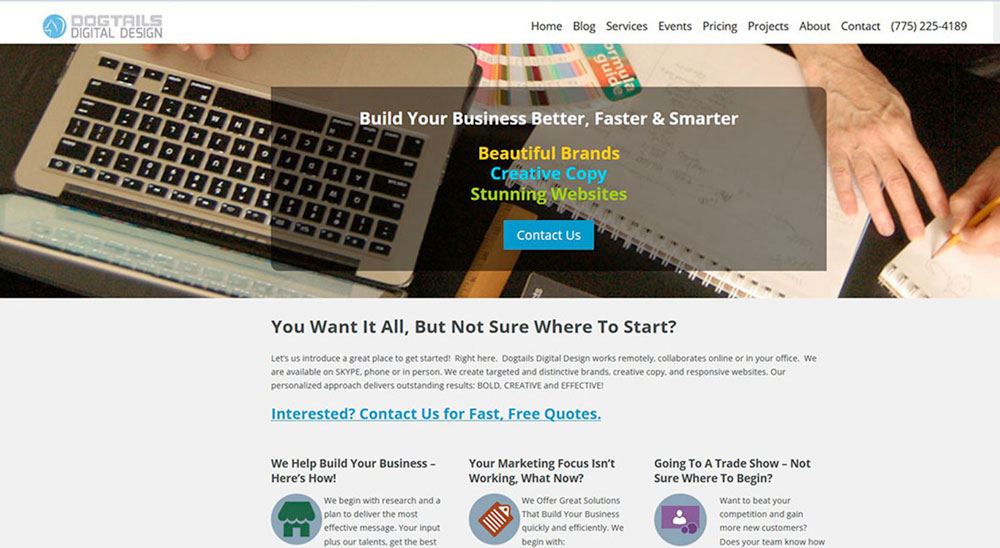 DOGTAILS
DIGITAL DESIGN
Home Blog Services Events Pricing Projects About Contact (775) 225-4189
formula
guide
Build Your Business Better, Faster & Smarter
Beautiful Brands
Creative Copy
Stunning Websites
Contact Us
You Want It All, But Not Sure Where To Start?
Let's us introduce a great place to get started! Right here. Dogtails Digital Design works remotely, collaborates online or in your office. We
are available on SKYPE, phone or in person. We create targeted and distinctive brands, creative copy, and responsive websites. Our
personalized approach delivers outstanding results: BOLD, CREATIVE and EFFECTIVE!
Interested? Contact Us for Fast, Free Quotes.
We Help Build Your Business –
Here's How!
We begin with research and a
plan to deliver the most
effective message. Your input
plus our talents, get the best
Your Marketing Focus Isn't
Working, What Now?
We Offer Great Solutions
That Build Your Business
quickly and efficiently. We
begin with:
Going To A Trade Show – Not
Sure Where To Begin?
Want to beat your
competition and gain
more new customers?
Does your team know how